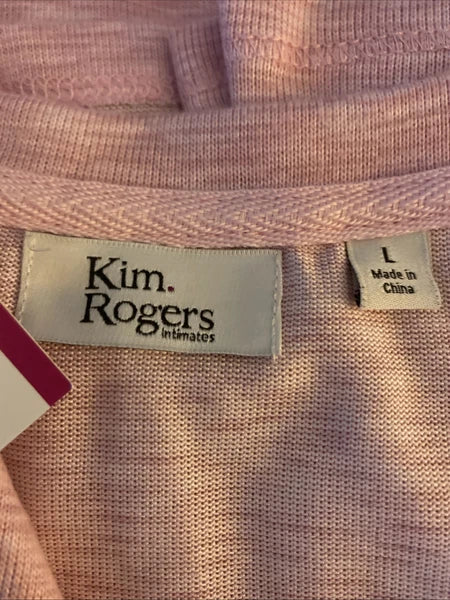 Kim.
Rogers
Intimates
L
Made in
China